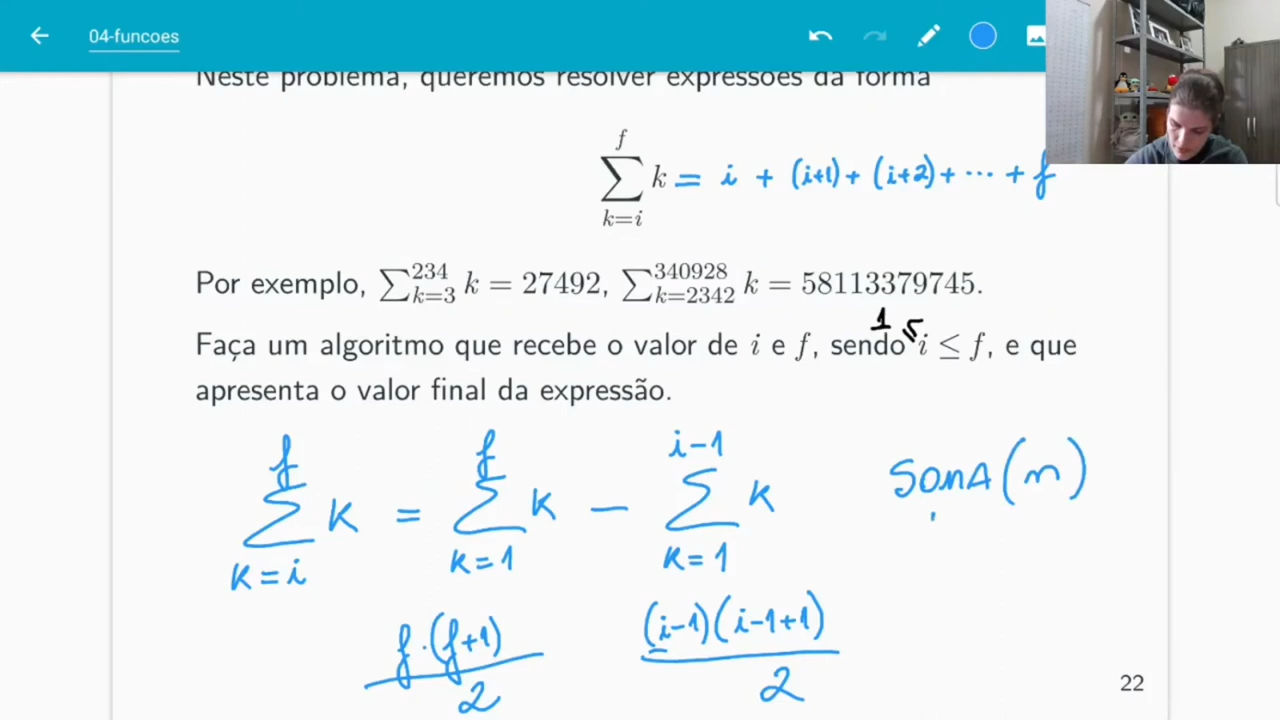 04-funcoes
Neste problema, queremos resolver expressões da forma
f
∑ k = i + (i+1) + (i+2) + ⋯ + f
k=i
Por exemplo, ∑_{k=3}^{234} k = 27492, ∑_{k=2342}^{340928} k = 58113379745.
1 ≤
Faça um algoritmo que recebe o valor de i e f, sendo i ≤ f, e que
apresenta o valor final da expressão.
f f i-1
∑ k = ∑ k - ∑ k SOMA(n)
k=i k=1 k=1
f·(f+1) (i-1)(i-1+1)
2 2
22